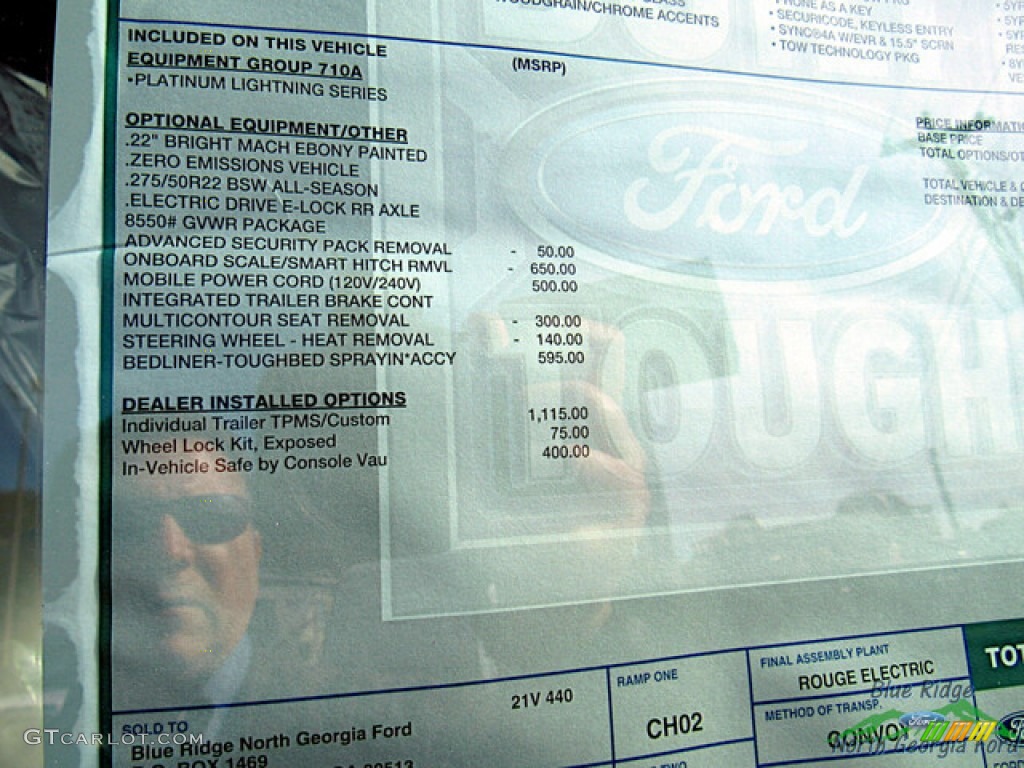 WOODGRAIN/CHROME ACCENTS
PHONE AS A KEY
• SECURICODE, KEYLESS ENTRY
• SYNC®4A W/EVR & 15.5" SCRN
• TOW TECHNOLOGY PKG
INCLUDED ON THIS VEHICLE
(MSRP)
EQUIPMENT GROUP 710A
•PLATINUM LIGHTNING SERIES
OPTIONAL EQUIPMENT/OTHER
.22" BRIGHT MACH EBONY PAINTED
.ZERO EMISSIONS VEHICLE
.275/50R22 BSW ALL-SEASON
.ELECTRIC DRIVE E-LOCK RR AXLE
8550# GVWR PACKAGE
ADVANCED SECURITY PACK REMOVAL - 50.00
ONBOARD SCALE/SMART HITCH RMVL - 650.00
MOBILE POWER CORD (120V/240V) 500.00
INTEGRATED TRAILER BRAKE CONT
MULTICONTOUR SEAT REMOVAL - 300.00
STEERING WHEEL - HEAT REMOVAL - 140.00
BEDLINER-TOUGHBED SPRAYIN*ACCY 595.00
DEALER INSTALLED OPTIONS
Individual Trailer TPMS/Custom 1,115.00
Wheel Lock Kit, Exposed 75.00
In-Vehicle Safe by Console Vau 400.00
PRICE INFORMATI
BASE PRICE
TOTAL OPTIONS/OT
TOTAL VEHICLE &
DESTINATION & DE
Ford
TOUGH
SOLD TO
21V 440
Blue Ridge North Georgia Ford
P.O. BOX 1469
RAMP ONE
CH02
FINAL ASSEMBLY PLANT
ROUGE ELECTRIC
METHOD OF TRANSP.
CONVOY
TOT
GTcarlot.com
Blue Ridge
Ford
North Georgia Ford